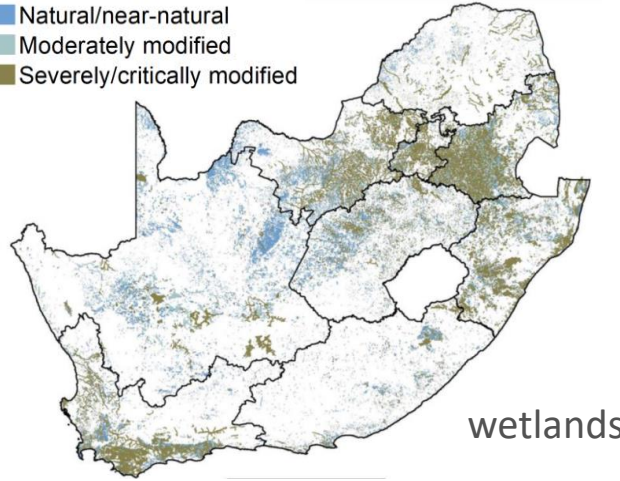 Natural/near-natural
Moderately modified
Severely/critically modified
wetlands